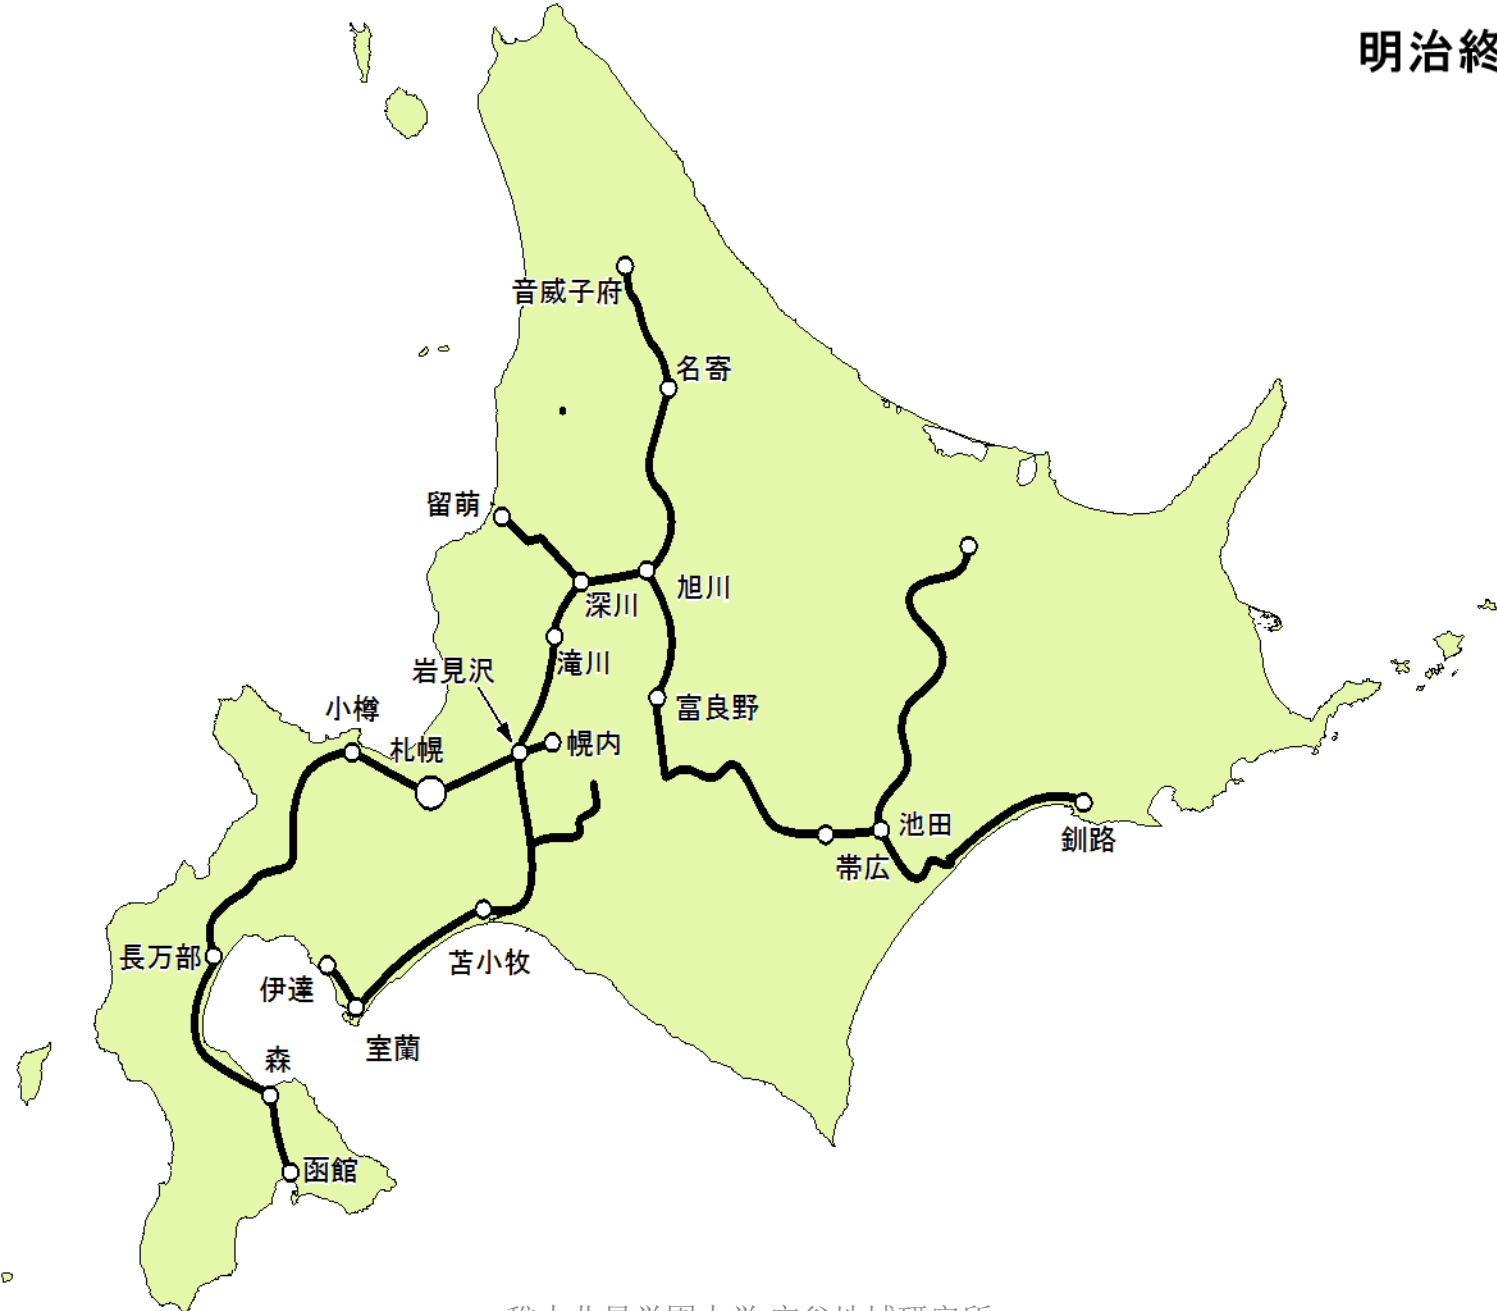 明治終
音威子府
名寄
留萌
旭川
深川
滝川
岩見沢
富良野
小樽
札幌
幌内
池田
釧路
帯広
長万部
伊達
苫小牧
室蘭
森
函館